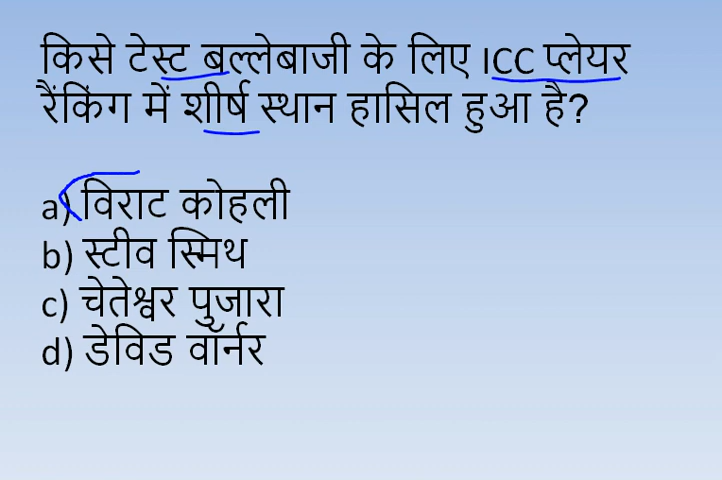 किसे टेस्ट बल्लेबाजी के लिए ICC प्लेयर
रैंकिंग में शीर्ष स्थान हासिल हुआ है?
a) विराट कोहली
b) स्टीव स्मिथ
c) चेतेश्वर पुजारा
d) डेविड वॉर्नर